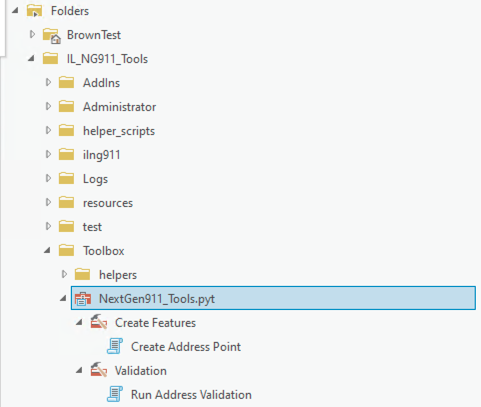 Folders
BrownTest
IL_NG911_Tools
AddIns
Administrator
helper_scripts
ilng911
Logs
resources
test
Toolbox
helpers
NextGen911_Tools.pyt
Create Features
Create Address Point
Validation
Run Address Validation